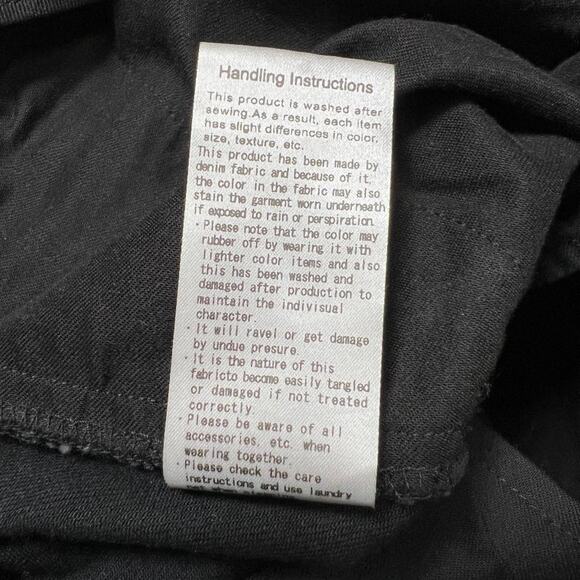 Handling Instructions
This product is washed after
sewing.As a result, each item
has slight differences in color,
size, texture, etc.
This product has been made by
denim fabric and because of it,
the color in the fabric may also
stain the garment worn underneath
if exposed to rain or perspiration.
・Please note that the color may
rubber off by wearing it with
lighter color items and also
this has been washed and
damaged after production to
maintain the indivisual
character.
・It will ravel or get damage
by undue presure.
・It is the nature of this
fabricto become easily tangled
or damaged if not treated
correctly.
・Please be aware of all
accessories, etc. when
wearing together.
・Please check the care
instructions and use laundry